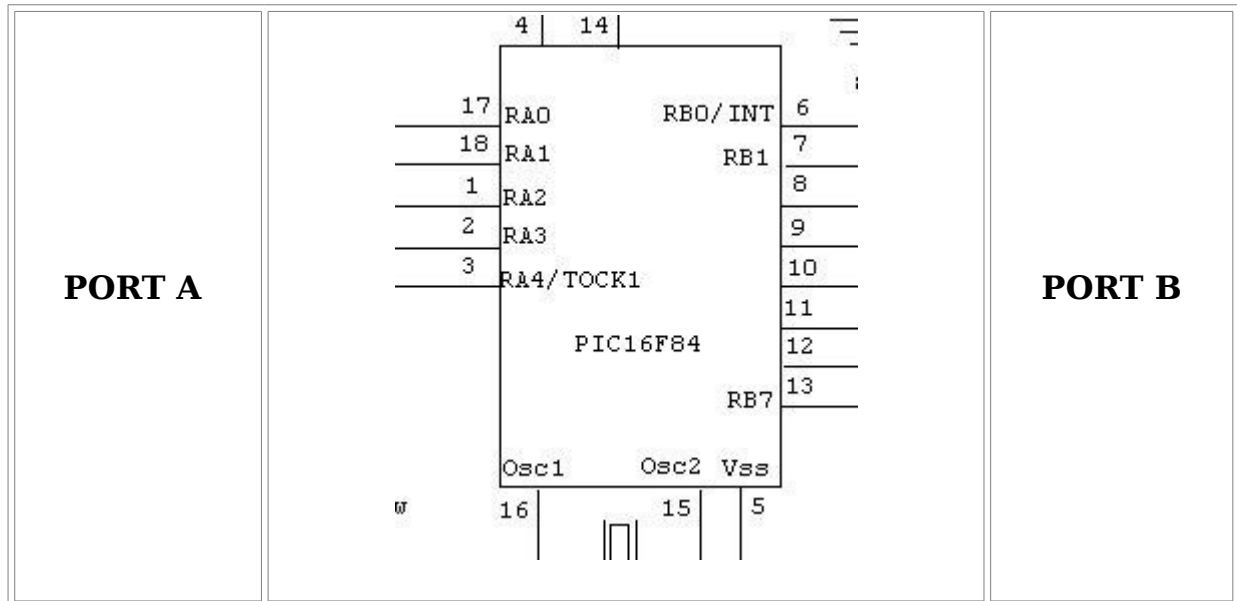 4 14
17 RA0 RB0/INT 6
18 RA1 RB1 7
1 RA2 8
2 RA3 9
3 RA4/TOCK1 10
PORT A PORT B
11
PIC16F84 12
RB7 13
Osc1 Osc2 Vss
w 16 15 5